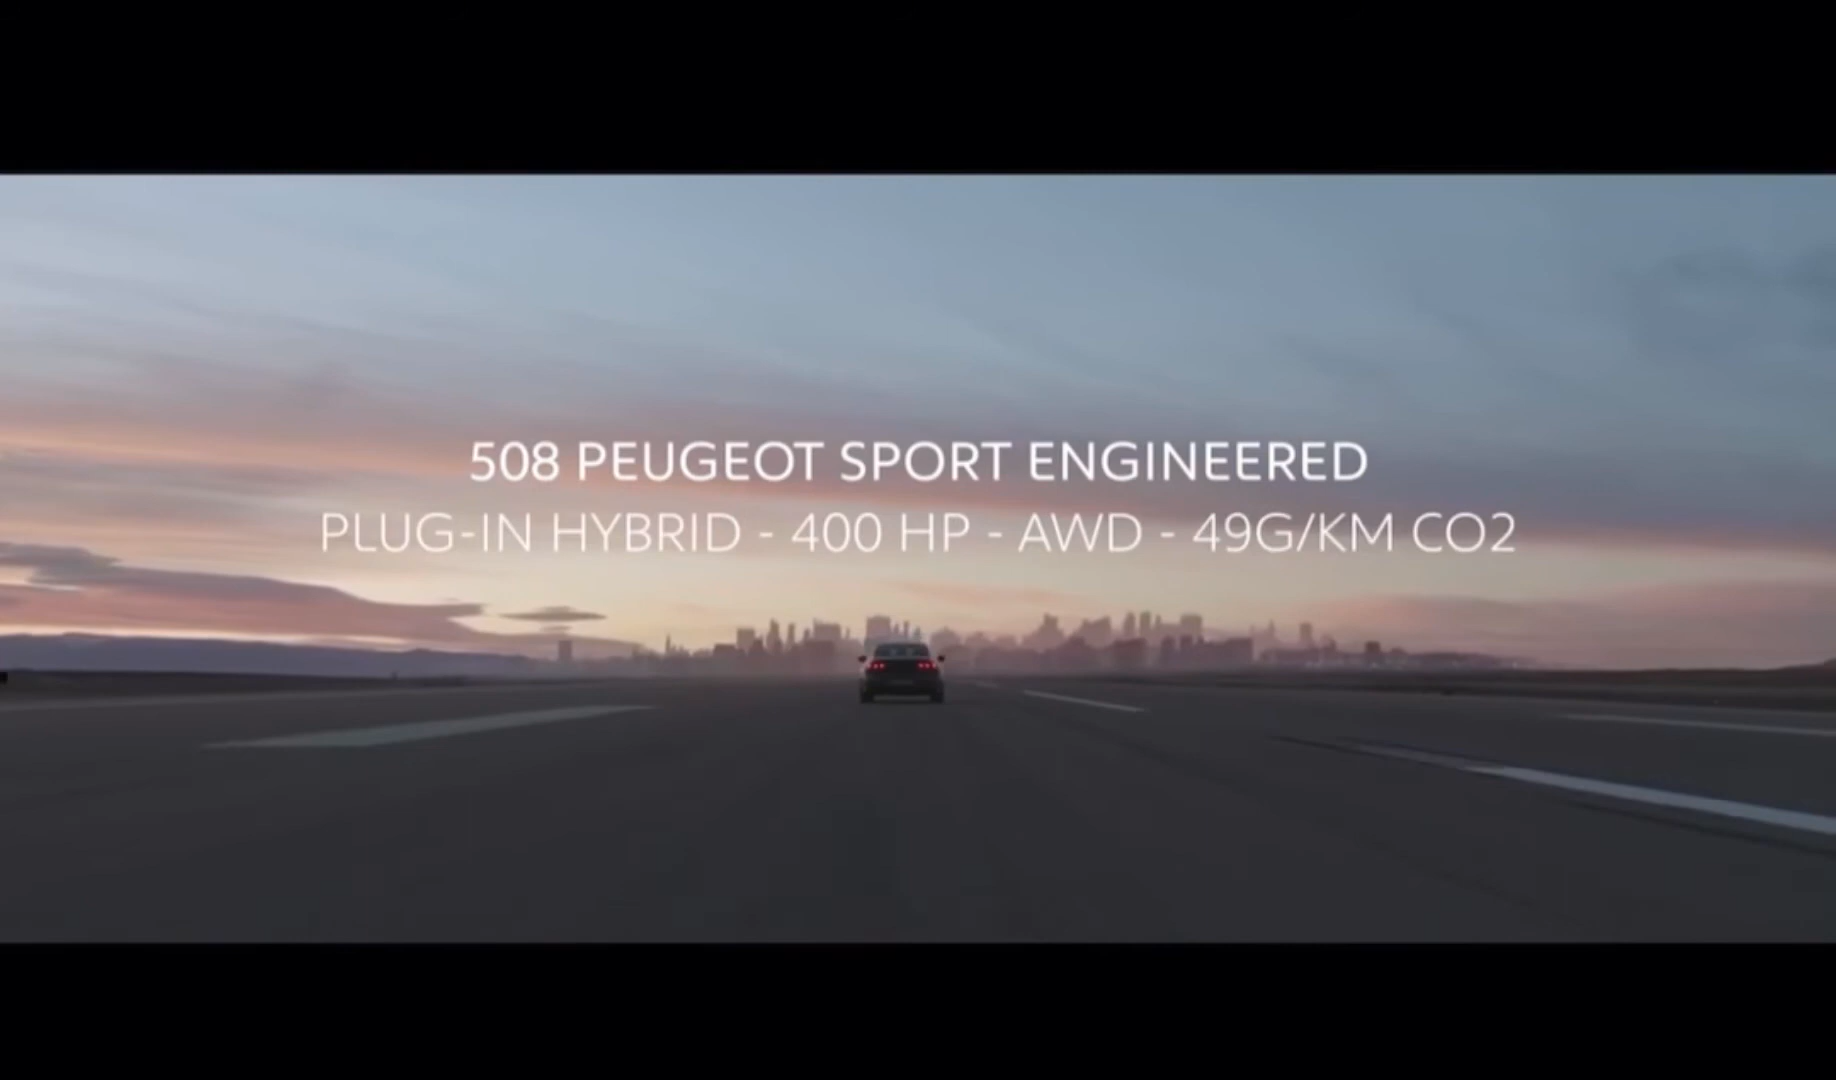 508 PEUGEOT SPORT ENGINEERED
PLUG-IN HYBRID - 400 HP - AWD - 49G/KM CO2